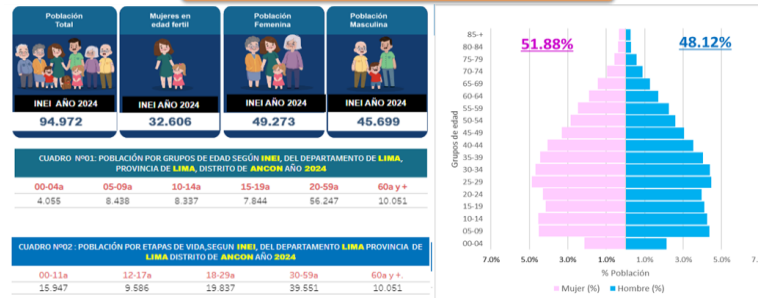 Población Total
Mujeres en edad fertil
Población Femenina
Población Masculina
INEI AÑO 2024
INEI AÑO 2024
INEI AÑO 2024
INEI AÑO 2024
94.972
32.606
49.273
45.699
CUADRO Nº01: POBLACIÓN POR GRUPOS DE EDAD SEGÚN INEI, DEL DEPARTAMENTO DE LIMA,
PROVINCIA DE LIMA, DISTRITO DE ANCON AÑO 2024
00-04a 05-09a 10-14a 15-19a 20-59a 60a y +
4.055 8.438 8.337 7.844 56.247 10.051
CUADRO Nº02 : POBLACIÓN POR ETAPAS DE VIDA,SEGUN INEI, DEL DEPARTAMENTO LIMA PROVINCIA DE
LIMA DISTRITO DE ANCON AÑO 2024
00-11a 12-17a 18-29a 30-59a 60a y +.
15.947 9.586 19.837 39.551 10.051
51.88%
48.12%
Grupos de edad
85-+
80-84
75-79
70-74
65-69
60-64
55-59
50-54
45-49
40-44
35-39
30-34
25-29
20-24
15-19
10-14
05-09
00-04
7.0% 5.0% 3.0% 1.0% 1.0% 3.0% 5.0% 7.
% Población
Mujer (%) Hombre (%)